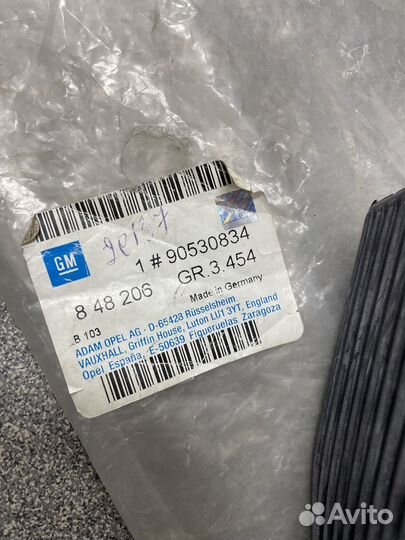 GM
1 # 90530834
8 48 206 GR.3.454
B 103 Made in Germany
ADAM OPEL AG · D-65423 Rüsselsheim
VAUXHALL, Griffin House, Luton LU1 3YT, England
Opel España, E-50639 Figueruelas Zaragoza
Avito